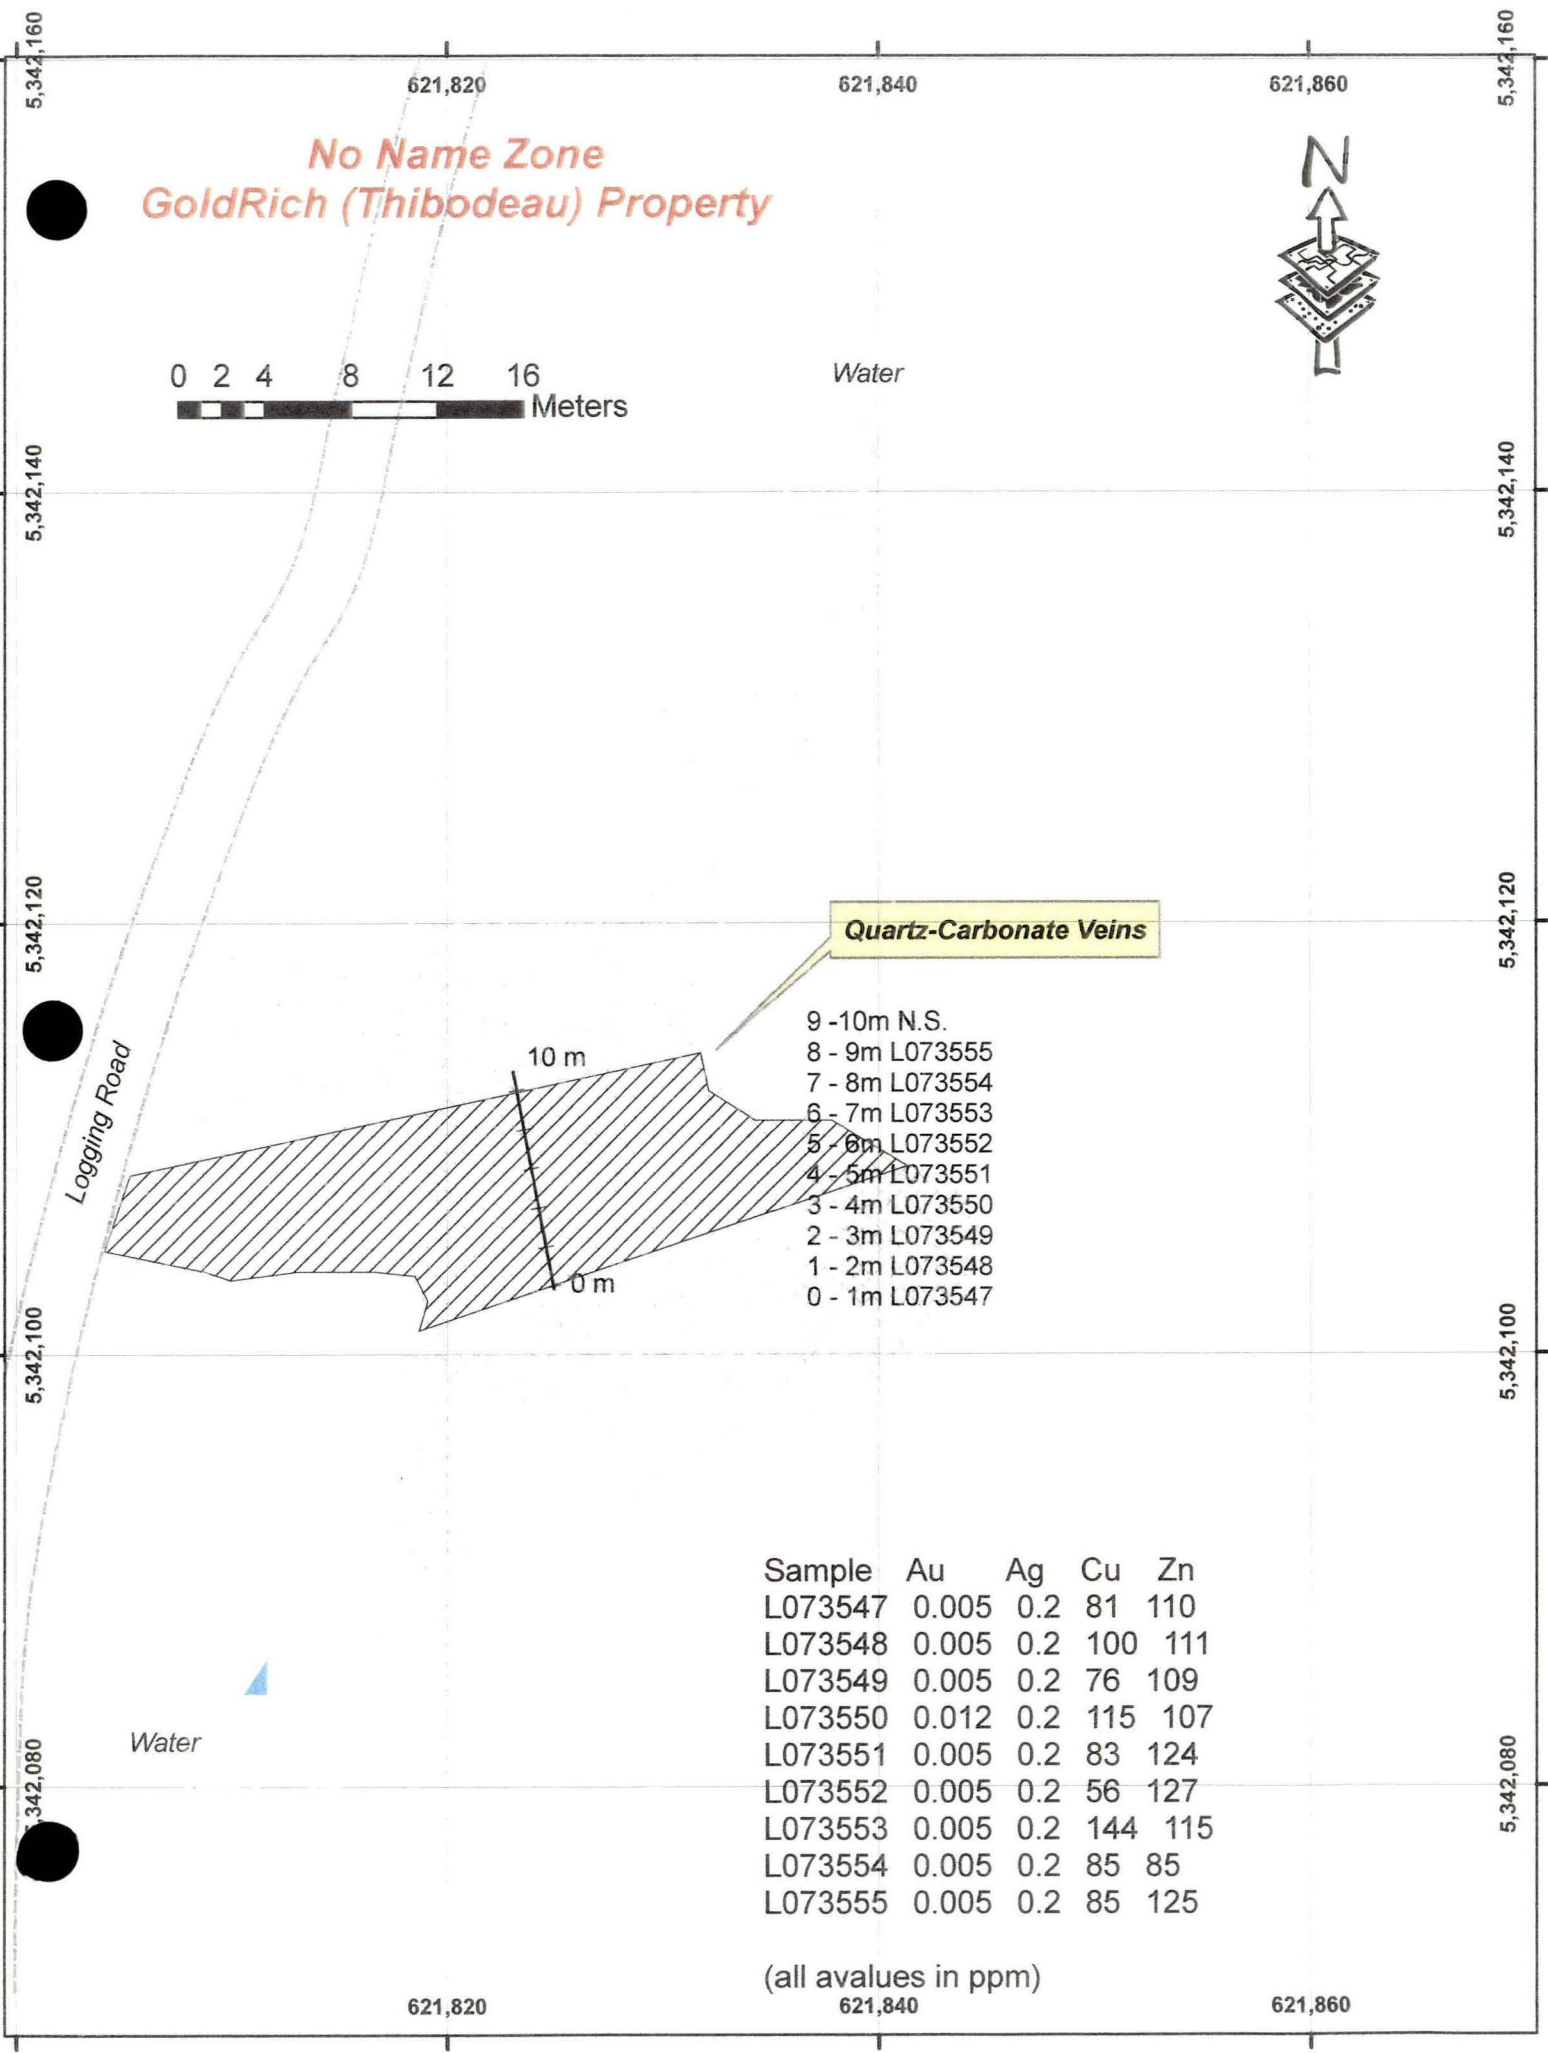 5,342,160
621,820
621,840
621,860
5,342,160
No Name Zone
GoldRich (Thibodeau) Property
N
0 2 4 8 12 16
Meters
Water
5,342,140
5,342,140
5,342,120
5,342,120
Quartz-Carbonate Veins
9 -10m N.S.
8 - 9m L073555
7 - 8m L073554
6 - 7m L073553
5 - 6m L073552
4 - 5m L073551
3 - 4m L073550
2 - 3m L073549
1 - 2m L073548
0 - 1m L073547
10 m
0 m
Logging Road
5,342,100
5,342,100
Sample Au Ag Cu Zn
L073547 0.005 0.2 81 110
L073548 0.005 0.2 100 111
L073549 0.005 0.2 76 109
L073550 0.012 0.2 115 107
L073551 0.005 0.2 83 124
L073552 0.005 0.2 56 127
L073553 0.005 0.2 144 115
L073554 0.005 0.2 85 85
L073555 0.005 0.2 85 125
(all avalues in ppm)
Water
,342,080
5,342,080
621,820
621,840
621,860